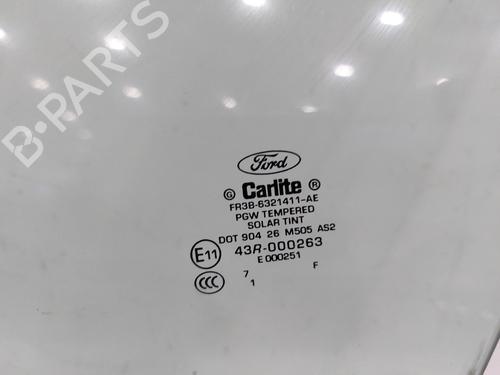 B-PARTS
Ford
G Carlite R
FR3B-6321411-AE
PGW TEMPERED
SOLAR TINT
DOT 904 26 M505 AS2
E11 43R-000263
E 000251
CCC
7 F
1